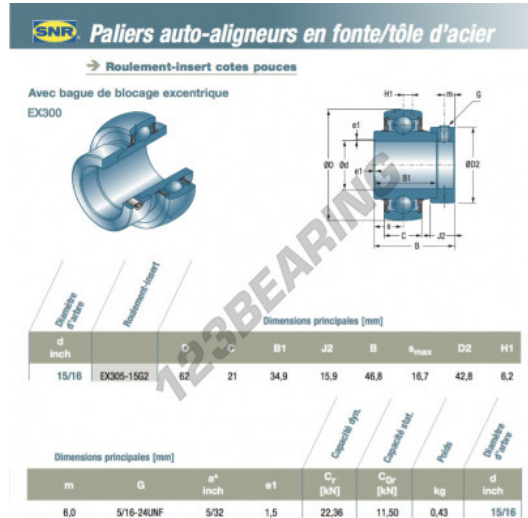 SNR
Paliers auto-aligneurs en fonte/tôle d'acier
Roulement-insert cotes pouces
Avec bague de blocage excentrique
EX300
H1 m G
e1
ØD Ød ØD2
e1
B1
s
C J2
B
Diamètre d'arbre
Roulement-insert
Dimensions principales [mm]
d inch D C B1 J2 B smax D2 H1
15/16 EX305-15G2 62 21 34,9 15,9 46,8 16,7 42,8 6,2
Capacité dyn.
Capacité stat.
Poids
Diamètre d'arbre
Dimensions principales [mm]
m G a* inch e1 Cr [kN] C0r [kN] kg d inch
6,0 5/16-24UNF 5/32 1,5 22,36 11,50 0,43 15/16
123BEARING